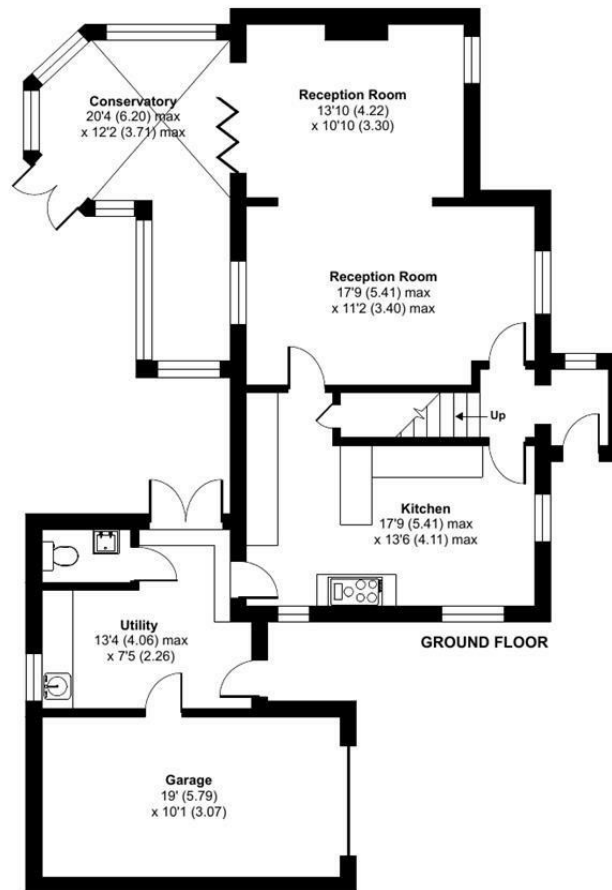 Conservatory
20'4 (6.20) max
x 12'2 (3.71) max
Reception Room
13'10 (4.22)
x 10'10 (3.30)
Reception Room
17'9 (5.41) max
x 11'2 (3.40) max
Up
Kitchen
17'9 (5.41) max
x 13'6 (4.11) max
Utility
13'4 (4.06) max
x 7'5 (2.26)
GROUND FLOOR
Garage
19' (5.79)
x 10'1 (3.07)